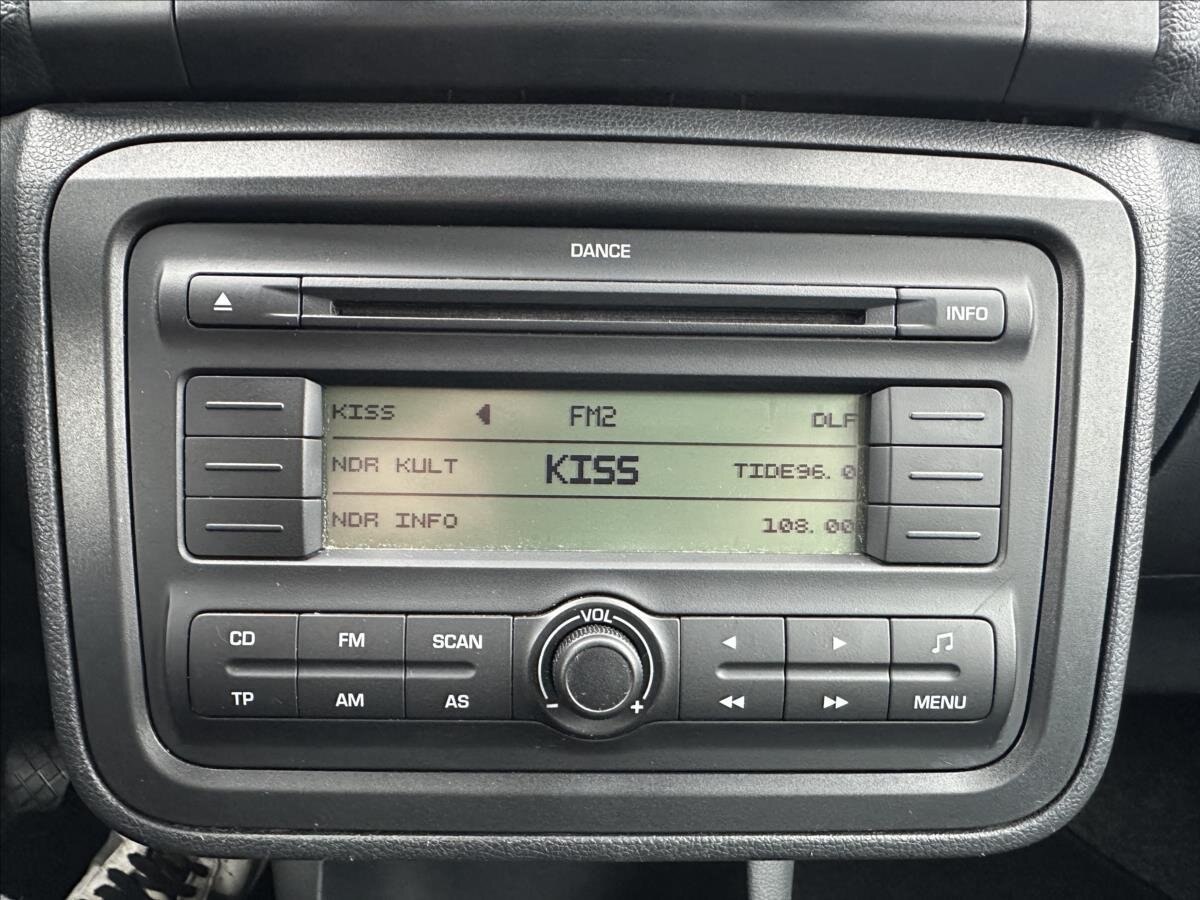 DANCE
INFO
KISS FM2 DLF
NDR KULT KISS TIDE96.0
NDR INFO 108.00
VOL
CD FM SCAN
TP AM AS - + MENU